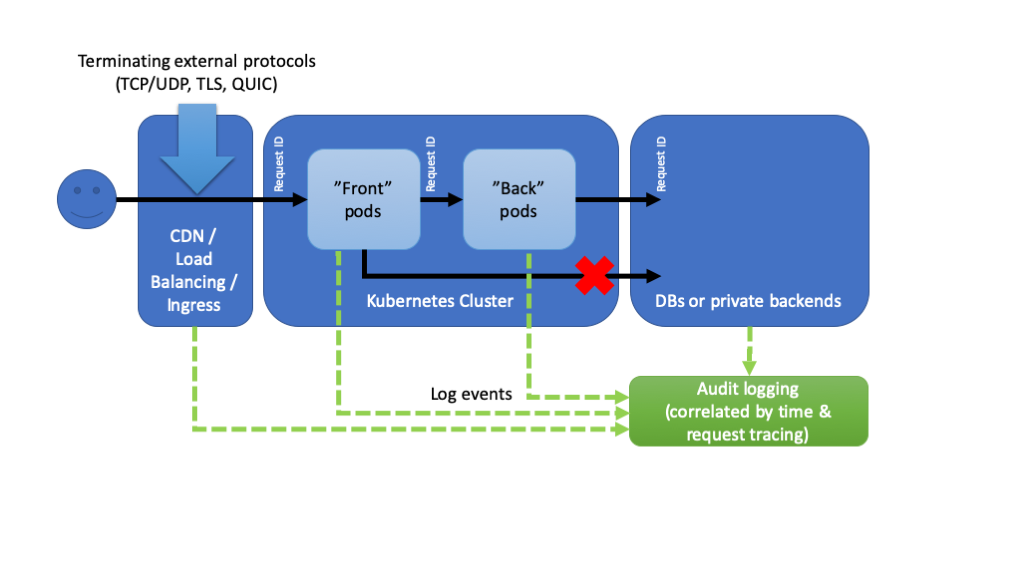 Terminating external protocols
(TCP/UDP, TLS, QUIC)
Request ID
Request ID
Request ID
”Front”
pods
”Back”
pods
CDN /
Load
Balancing /
Ingress
Kubernetes Cluster
DBs or private backends
Log events
Audit logging
(correlated by time &
request tracing)